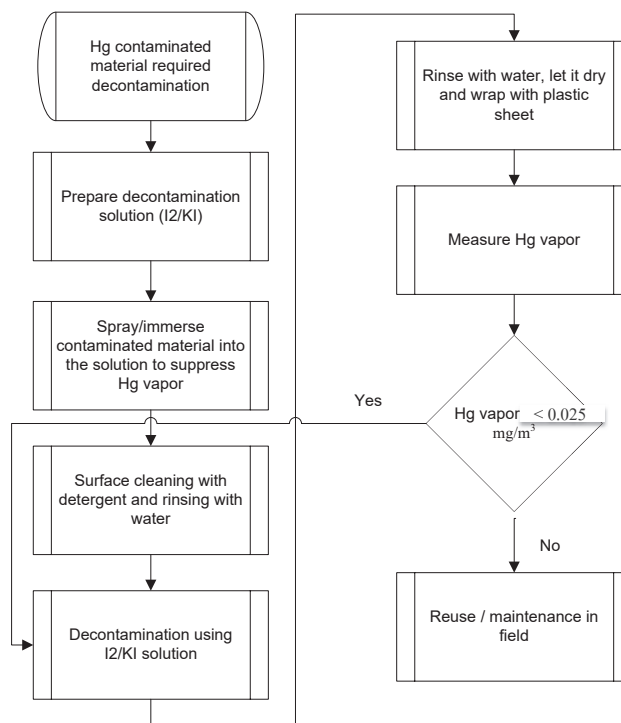 Hg contaminated
material required
decontamination
Prepare decontamination
solution (I2/KI)
Spray/immerse
contaminated material into
the solution to suppress
Hg vapor
Surface cleaning with
detergent and rinsing with
water
Decontamination using
I2/KI solution
Rinse with water, let it dry
and wrap with plastic
sheet
Measure Hg vapor
Yes
Hg vapor < 0.025
mg/m³
No
Reuse / maintenance in
field